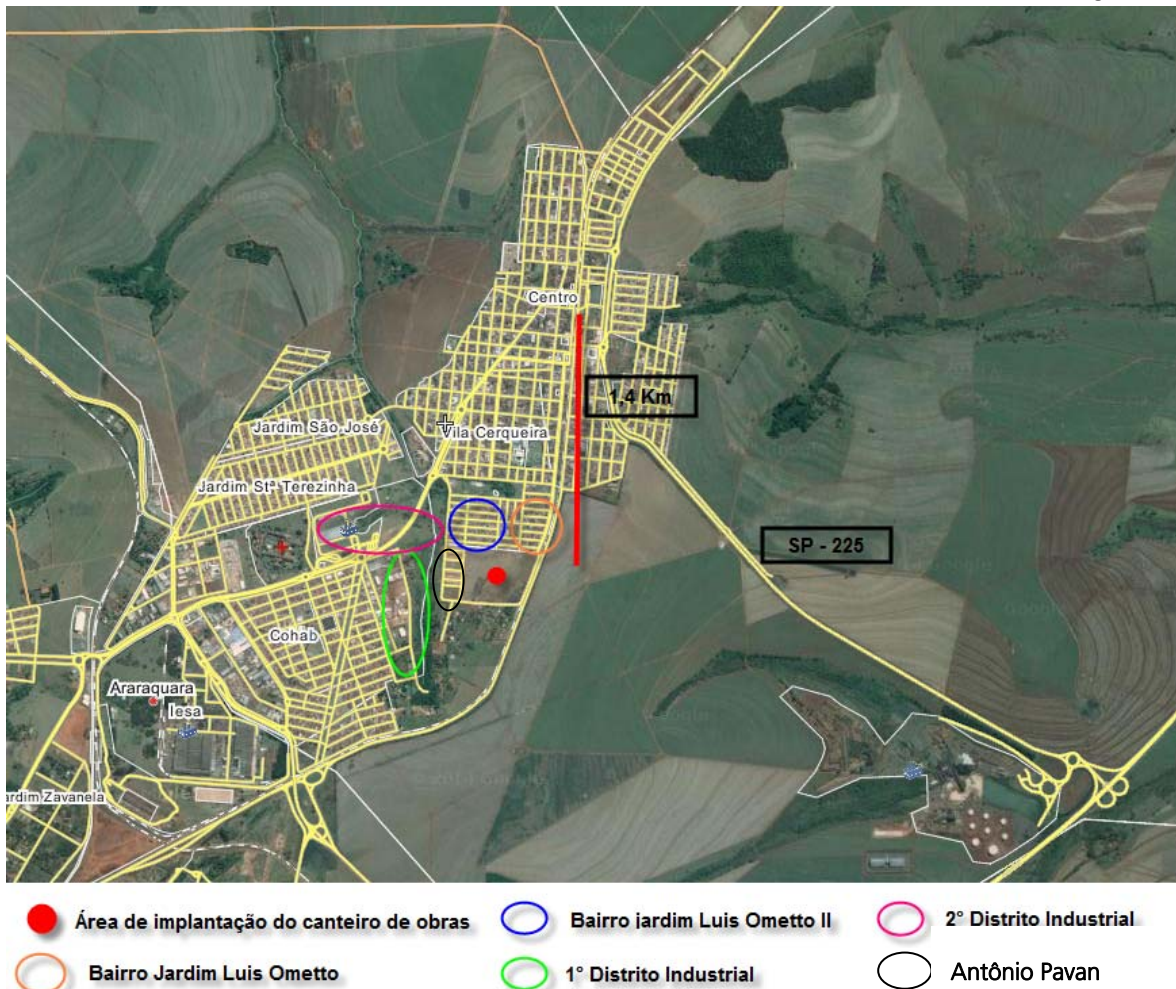 Centro
1,4 Km
Jardim São José
Vila Cerqueira
Jardim Stª Terezinha
SP - 225
Cohab
Araraquara
Iesa
ardim Zavanela
Área de implantação do canteiro de obras
Bairro jardim Luis Ometto II
2° Distrito Industrial
Bairro Jardim Luis Ometto
1° Distrito Industrial
Antônio Pavan